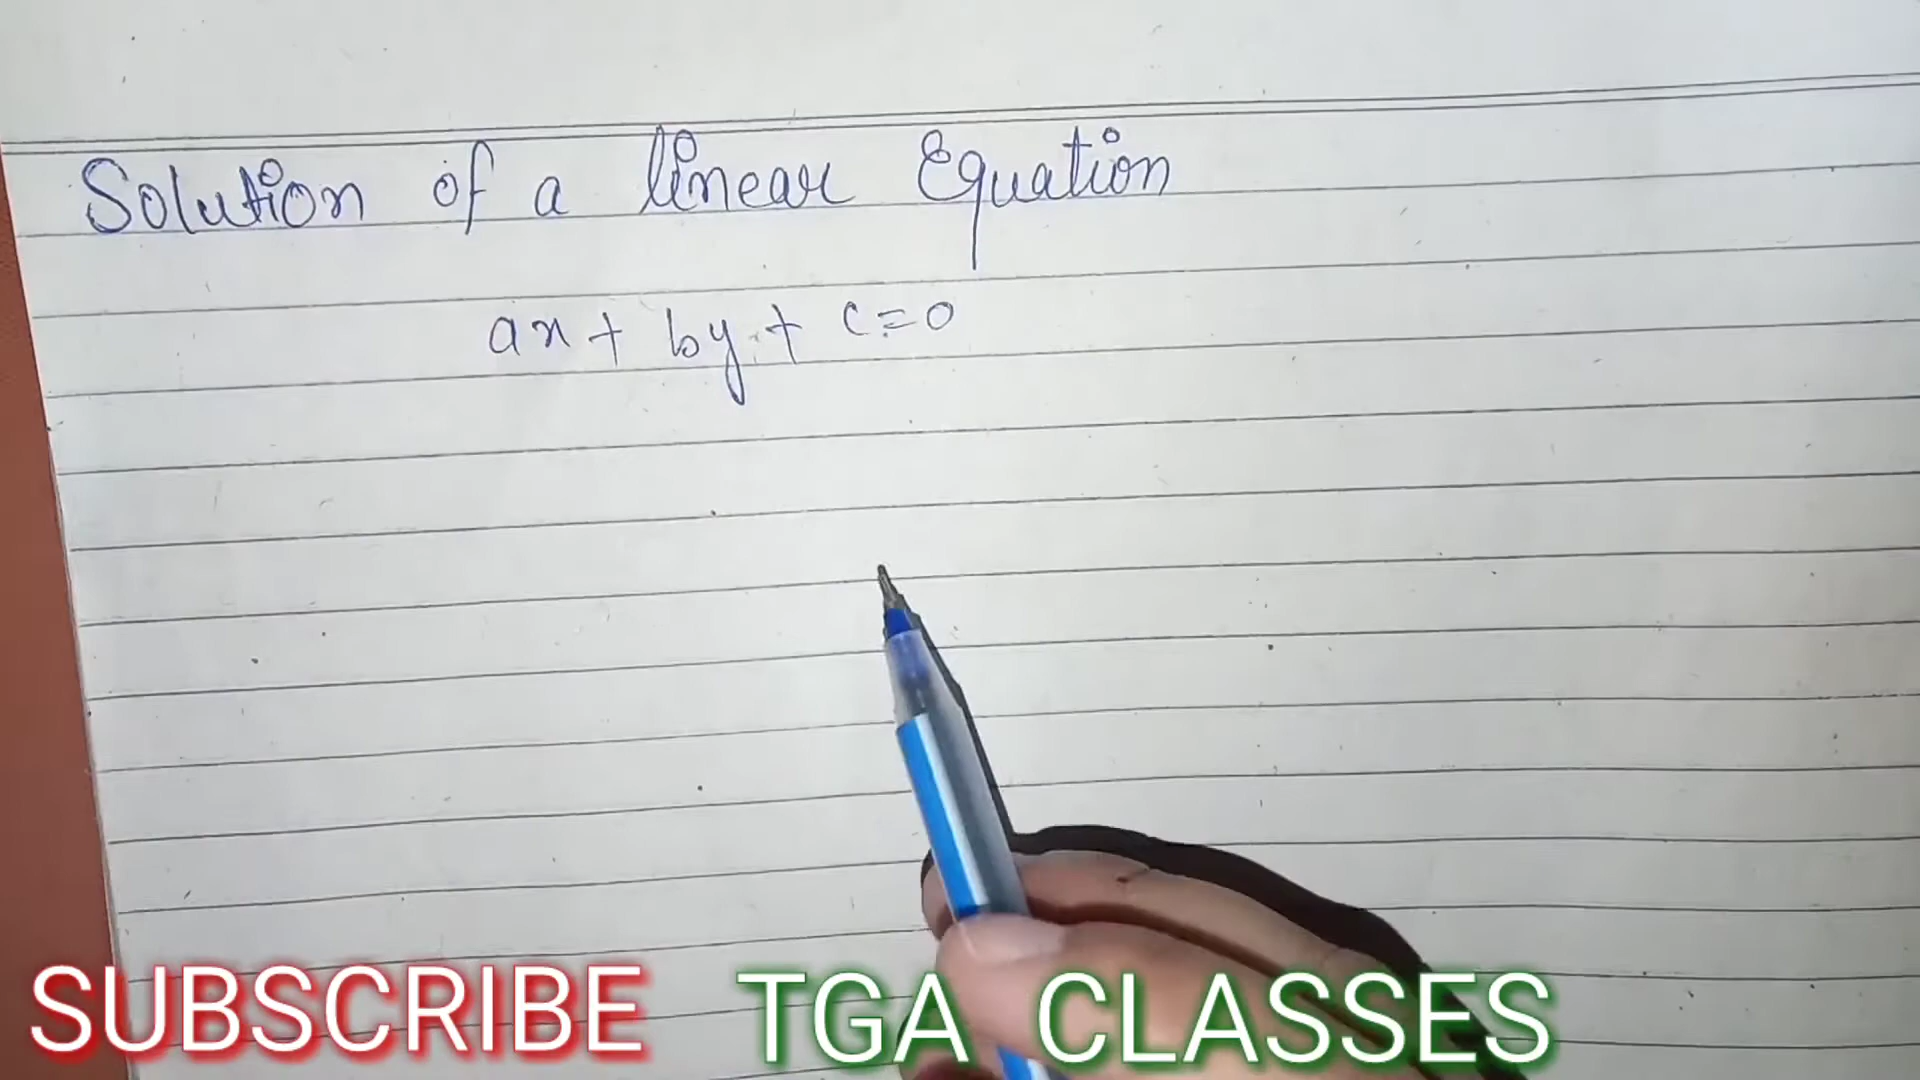 Solution of a linear Equation
ax + by + c = 0
SUBSCRIBE TGA CLASSES